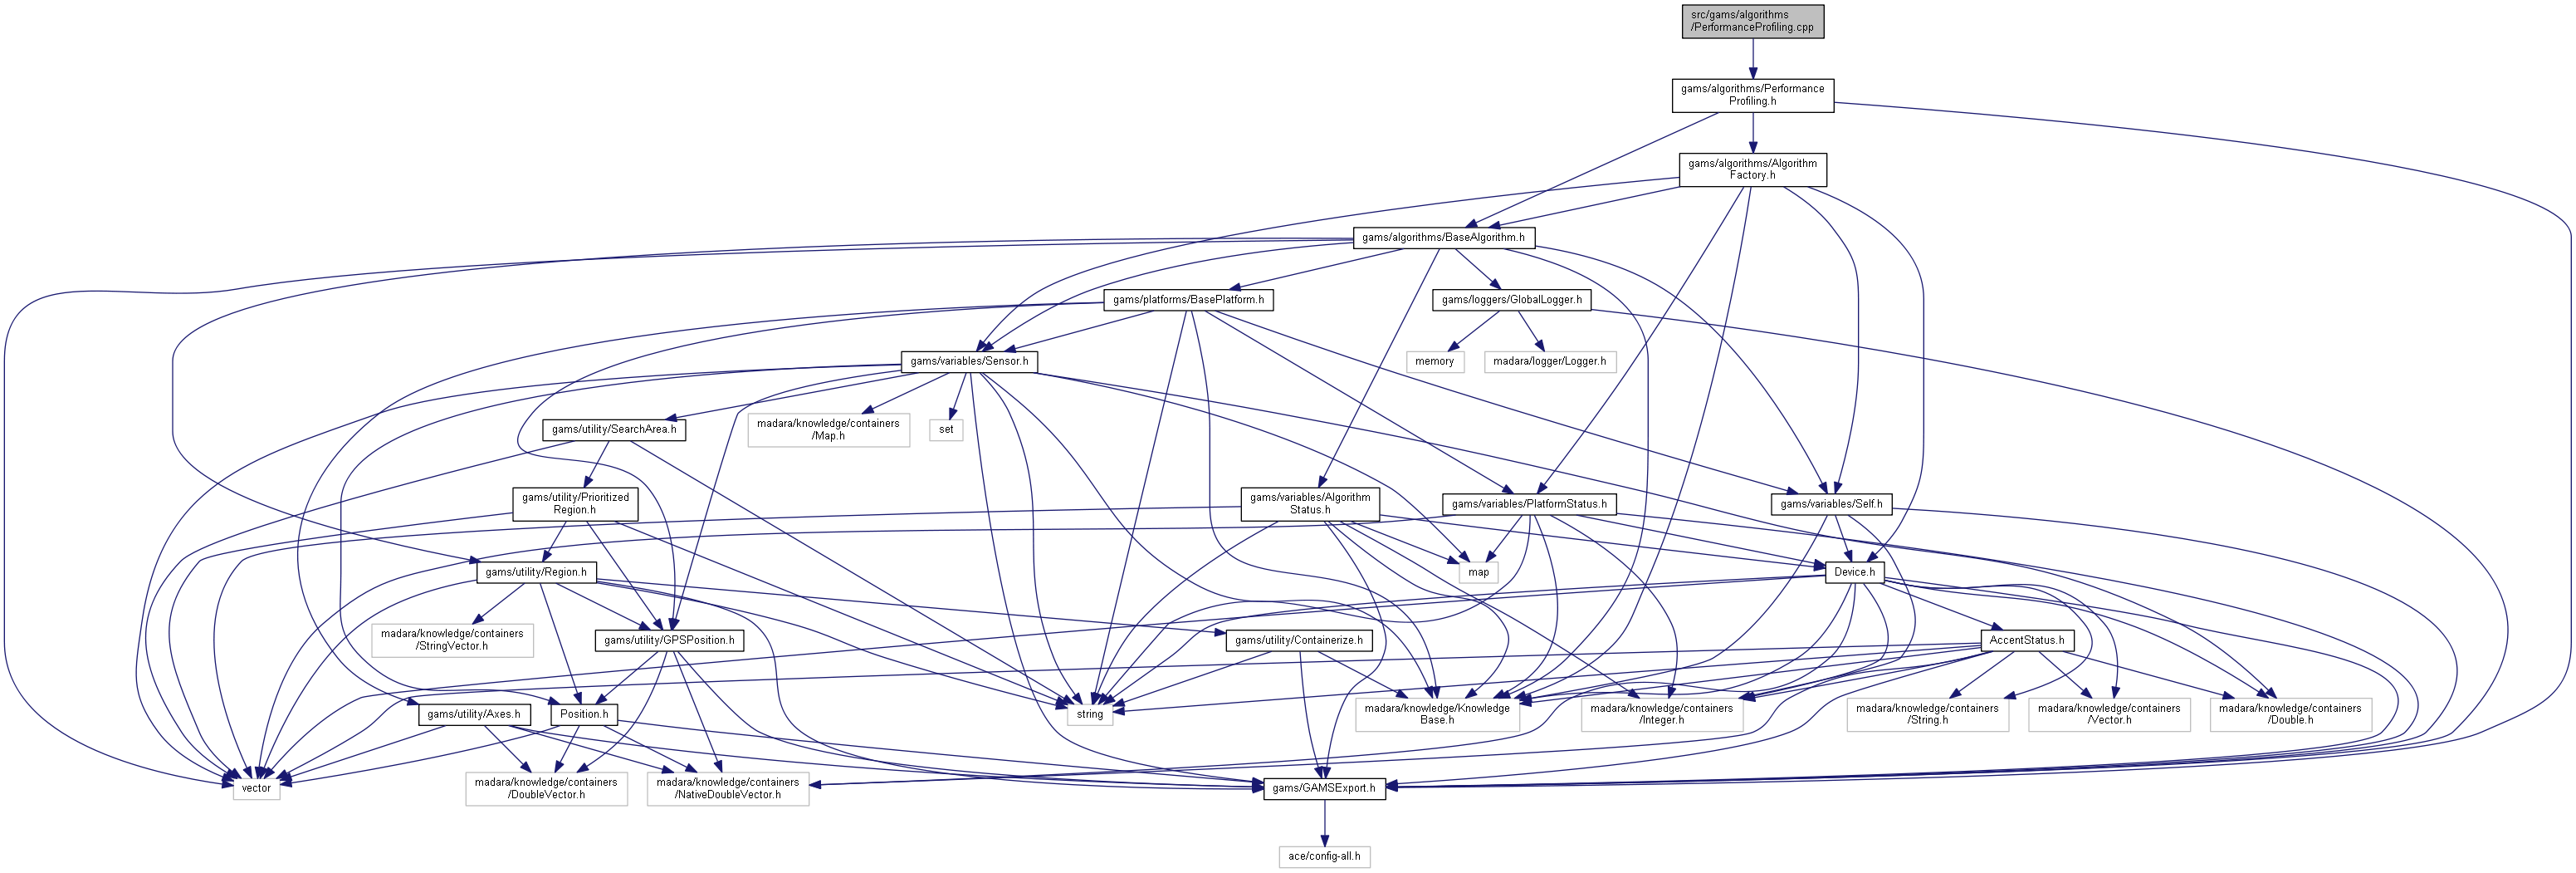 src/gams/algorithms
/PerformanceProfiling.cpp
gams/algorithms/Performance
Profiling.h
gams/algorithms/Algorithm
Factory.h
gams/algorithms/BaseAlgorithm.h
gams/platforms/BasePlatform.h
gams/loggers/GlobalLogger.h
gams/variables/Sensor.h
memory
madara/logger/Logger.h
gams/utility/SearchArea.h
madara/knowledge/containers
/Map.h
set
gams/utility/Prioritized
Region.h
gams/variables/Algorithm
Status.h
gams/variables/PlatformStatus.h
gams/variables/Self.h
gams/utility/Region.h
map
Device.h
madara/knowledge/containers
/StringVector.h
gams/utility/GPSPosition.h
gams/utility/Containerize.h
AccentStatus.h
gams/utility/Axes.h
Position.h
string
madara/knowledge/Knowledge
Base.h
madara/knowledge/containers
/Integer.h
madara/knowledge/containers
/String.h
madara/knowledge/containers
/Vector.h
madara/knowledge/containers
/Double.h
vector
madara/knowledge/containers
/DoubleVector.h
madara/knowledge/containers
/NativeDoubleVector.h
gams/GAMSExport.h
ace/config-all.h